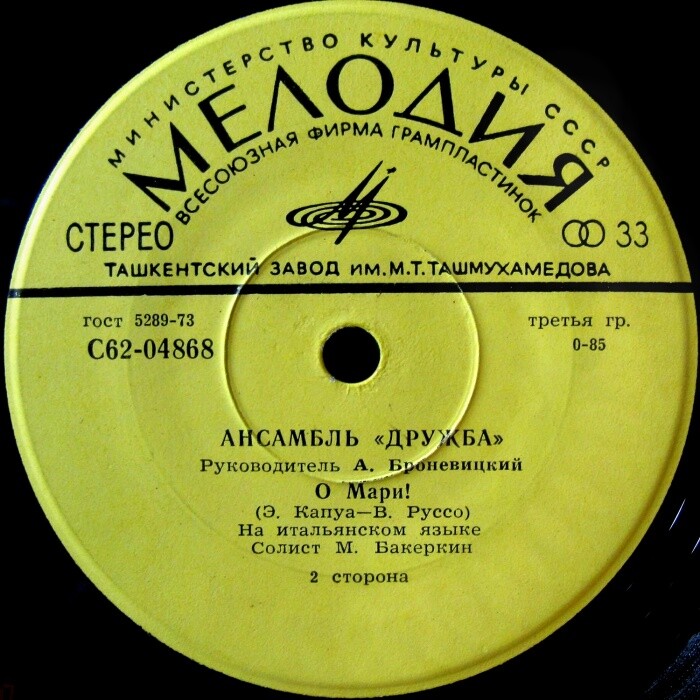 МИНИСТЕРСТВО КУЛЬТУРЫ СССР
МЕЛОДИЯ
ВСЕСОЮЗНАЯ ФИРМА ГРАМПЛАСТИНОК
СТЕРЕО 33
ТАШКЕНТСКИЙ ЗАВОД ИМ.М.Т.ТАШМУХАМЕДОВА
гост 5289-73 третья гр.
С62-04868 0-85
АНСАМБЛЬ «ДРУЖБА»
Руководитель А. Броневицкий
О Мари!
(Э. Капуа—В. Руссо)
На итальянском языке
Солист М. Бакеркин
2 сторона